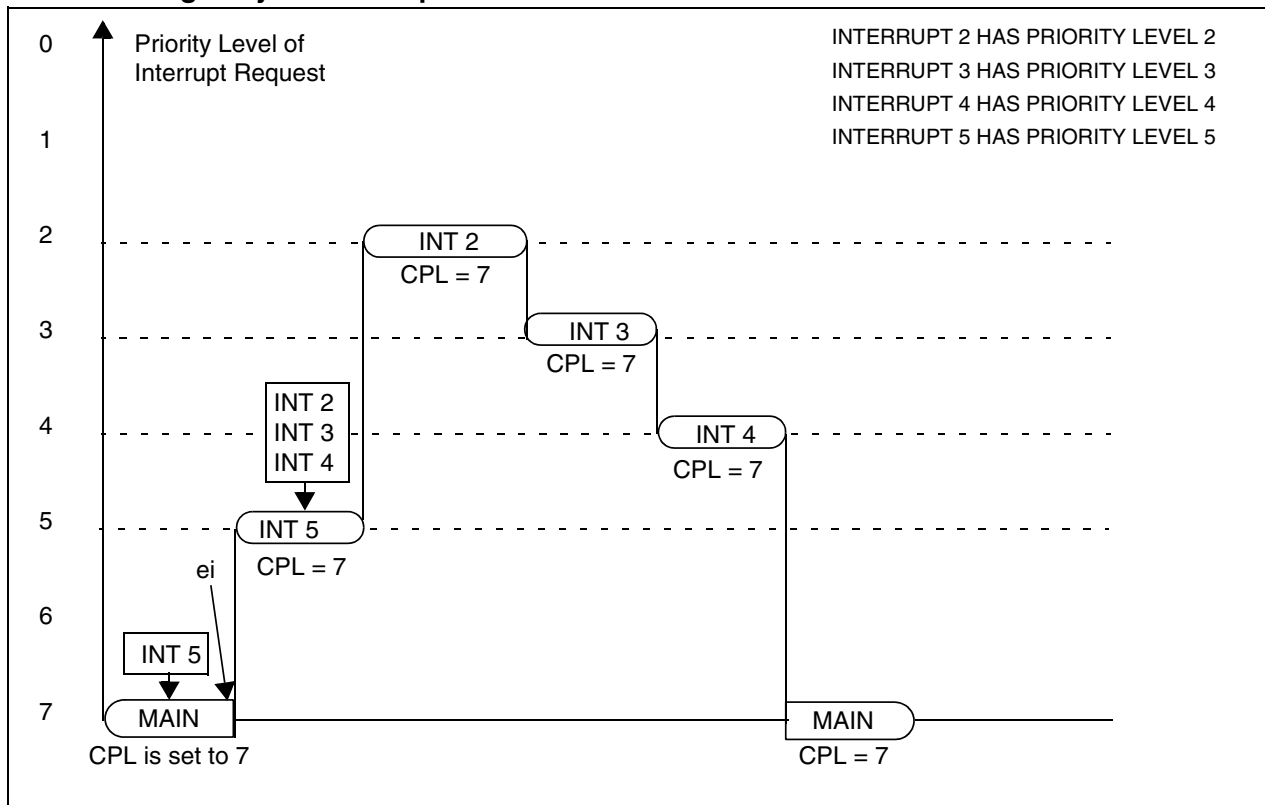 0
Priority Level of
Interrupt Request
INTERRUPT 2 HAS PRIORITY LEVEL 2
INTERRUPT 3 HAS PRIORITY LEVEL 3
INTERRUPT 4 HAS PRIORITY LEVEL 4
INTERRUPT 5 HAS PRIORITY LEVEL 5
1
2
INT 2
CPL = 7
3
INT 3
CPL = 7
INT 2
INT 3
INT 4
4
INT 4
CPL = 7
5
INT 5
CPL = 7
ei
6
INT 5
7
MAIN
CPL is set to 7
MAIN
CPL = 7